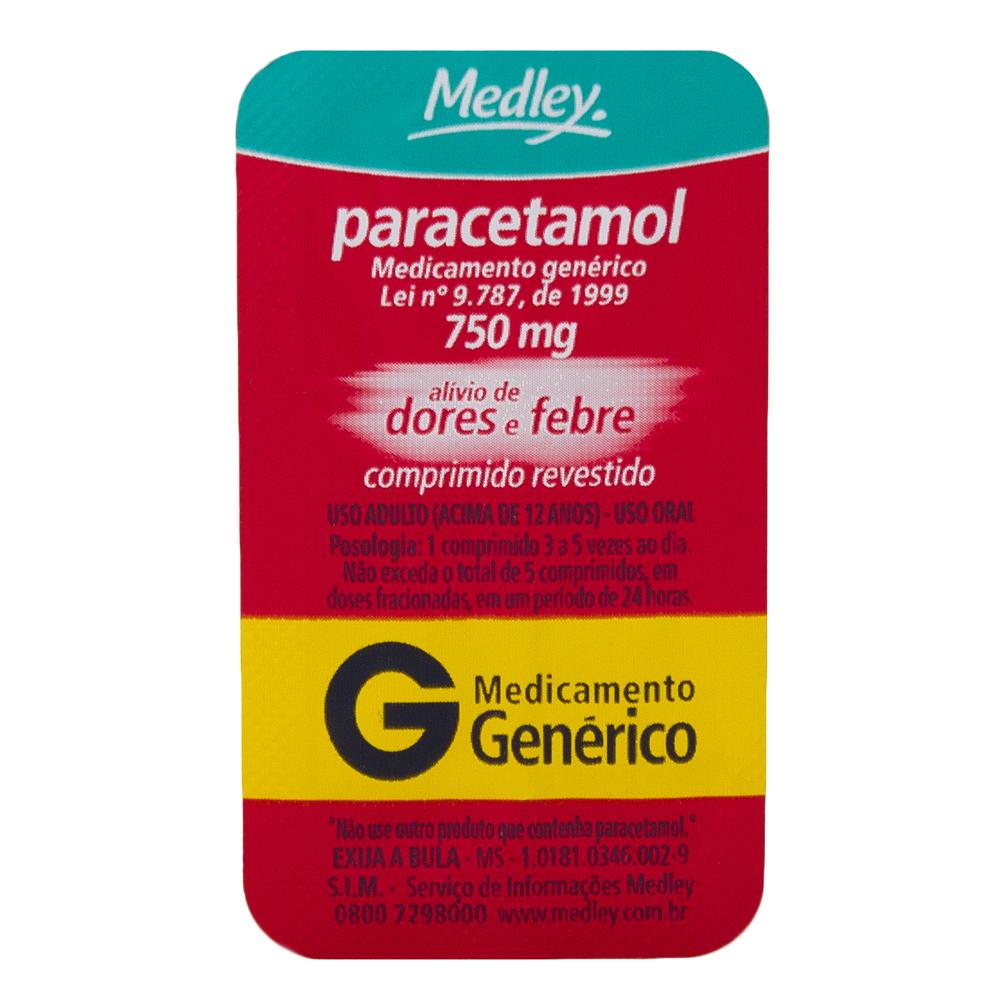 Medley.
paracetamol
Medicamento genérico
Lei nº 9.787, de 1999
750 mg
alívio de
dores e febre
comprimido revestido
USO ADULTO (ACIMA DE 12 ANOS) - USO ORAL
Posologia: 1 comprimido 3 a 5 vezes ao dia.
Não exceda o total de 5 comprimidos, em
doses fracionadas, em um período de 24 horas.
G Medicamento
Genérico
"Não use outro produto que contenha paracetamol."
EXIJA A BULA - MS - 1.0181.0346.002-9
S.I.M. - Serviço de Informações Medley
0800 7298000 www.medley.com.br